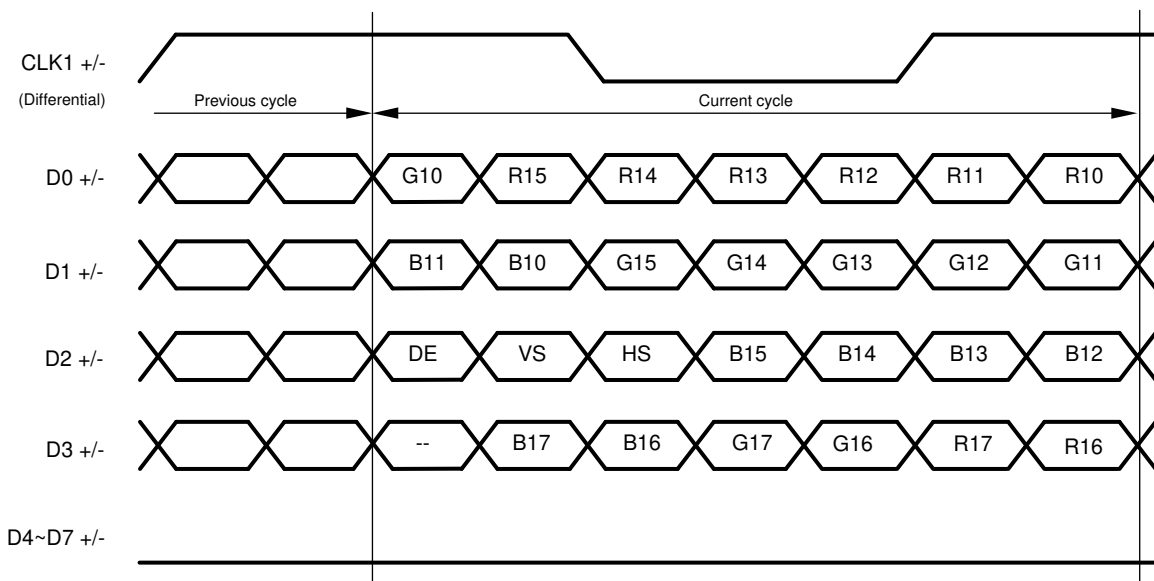 CLK1 +/-
(Differential)
Previous cycle
Current cycle
D0 +/-
G10 R15 R14 R13 R12 R11 R10
D1 +/-
B11 B10 G15 G14 G13 G12 G11
D2 +/-
DE VS HS B15 B14 B13 B12
D3 +/-
-- B17 B16 G17 G16 R17 R16
D4~D7 +/-